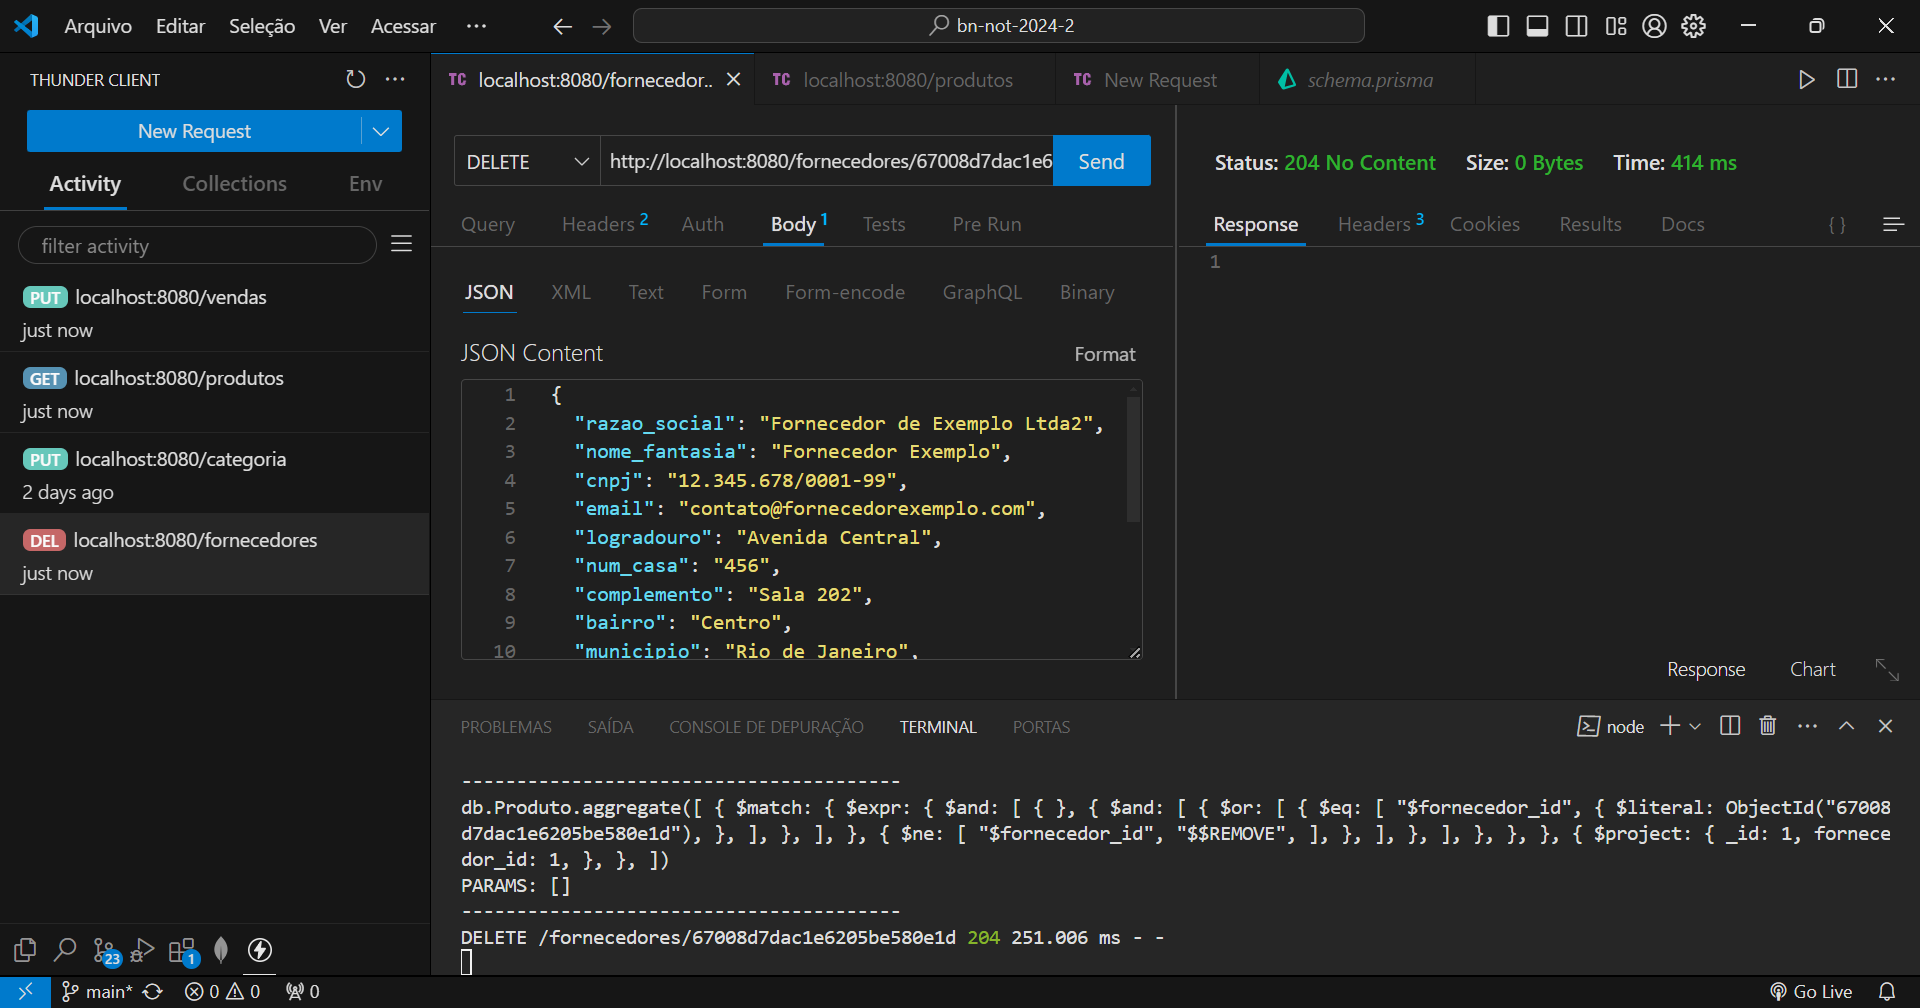 Arquivo Editar Seleção Ver Acessar ··· bn-not-2024-2
THUNDER CLIENT
New Request
Activity Collections Env
filter activity
PUT localhost:8080/vendas
just now
GET localhost:8080/produtos
just now
PUT localhost:8080/categoria
2 days ago
DEL localhost:8080/fornecedores
just now
TC localhost:8080/fornecedor.. TC localhost:8080/produtos TC New Request schema.prisma
DELETE http://localhost:8080/fornecedores/67008d7dac1e6 Send
Query Headers 2 Auth Body 1 Tests Pre Run
JSON XML Text Form Form-encode GraphQL Binary
JSON Content Format
1 {
2 "razao_social": "Fornecedor de Exemplo Ltda2",
3 "nome_fantasia": "Fornecedor Exemplo",
4 "cnpj": "12.345.678/0001-99",
5 "email": "contato@fornecedorexemplo.com",
6 "logradouro": "Avenida Central",
7 "num_casa": "456",
8 "complemento": "Sala 202",
9 "bairro": "Centro",
10 "municipio": "Rio de Janeiro",
Status: 204 No Content Size: 0 Bytes Time: 414 ms
Response Headers 3 Cookies Results Docs { }
1
Response Chart
PROBLEMAS SAÍDA CONSOLE DE DEPURAÇÃO TERMINAL PORTAS node
----------------------------------------
db.Produto.aggregate([ { $match: { $expr: { $and: [ { }, { $and: [ { $or: [ { $eq: [ "$fornecedor_id", { $literal: ObjectId("67008
d7dac1e6205be580e1d"), }, ], }, ], }, { $ne: [ "$fornecedor_id", "$$REMOVE", ], }, ], }, ], }, }, }, { $project: { _id: 1, fornece
dor_id: 1, }, }, ])
PARAMS: []
----------------------------------------
DELETE /fornecedores/67008d7dac1e6205be580e1d 204 251.006 ms - -
23 1
main* 0 0 0 Go Live